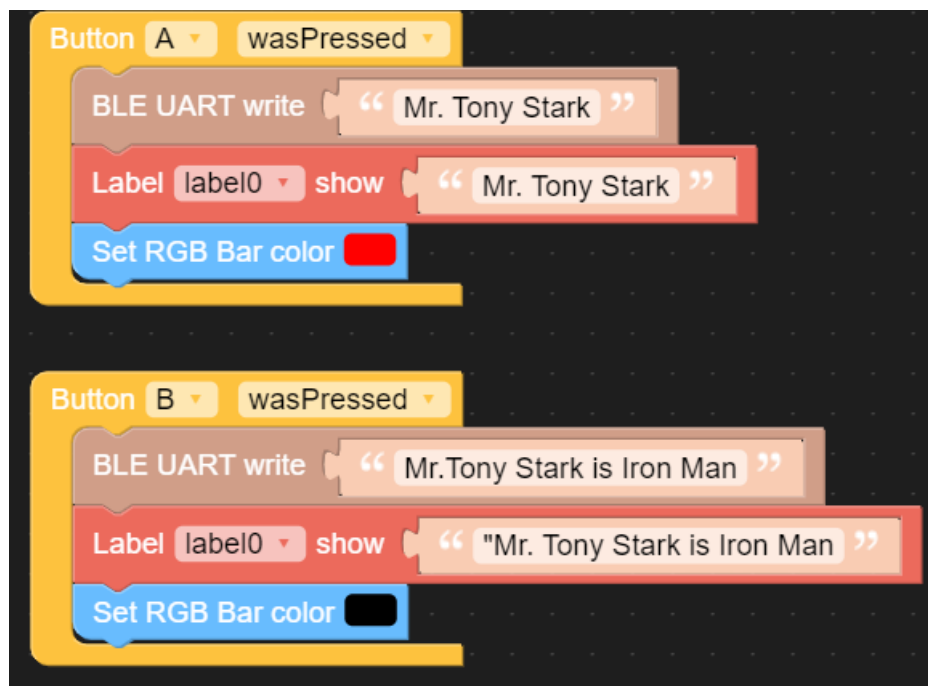 Button A wasPressed
BLE UART write “ Mr. Tony Stark ”
Label label0 show “ Mr. Tony Stark ”
Set RGB Bar color
Button B wasPressed
BLE UART write “ Mr.Tony Stark is Iron Man ”
Label label0 show “ "Mr. Tony Stark is Iron Man ”
Set RGB Bar color